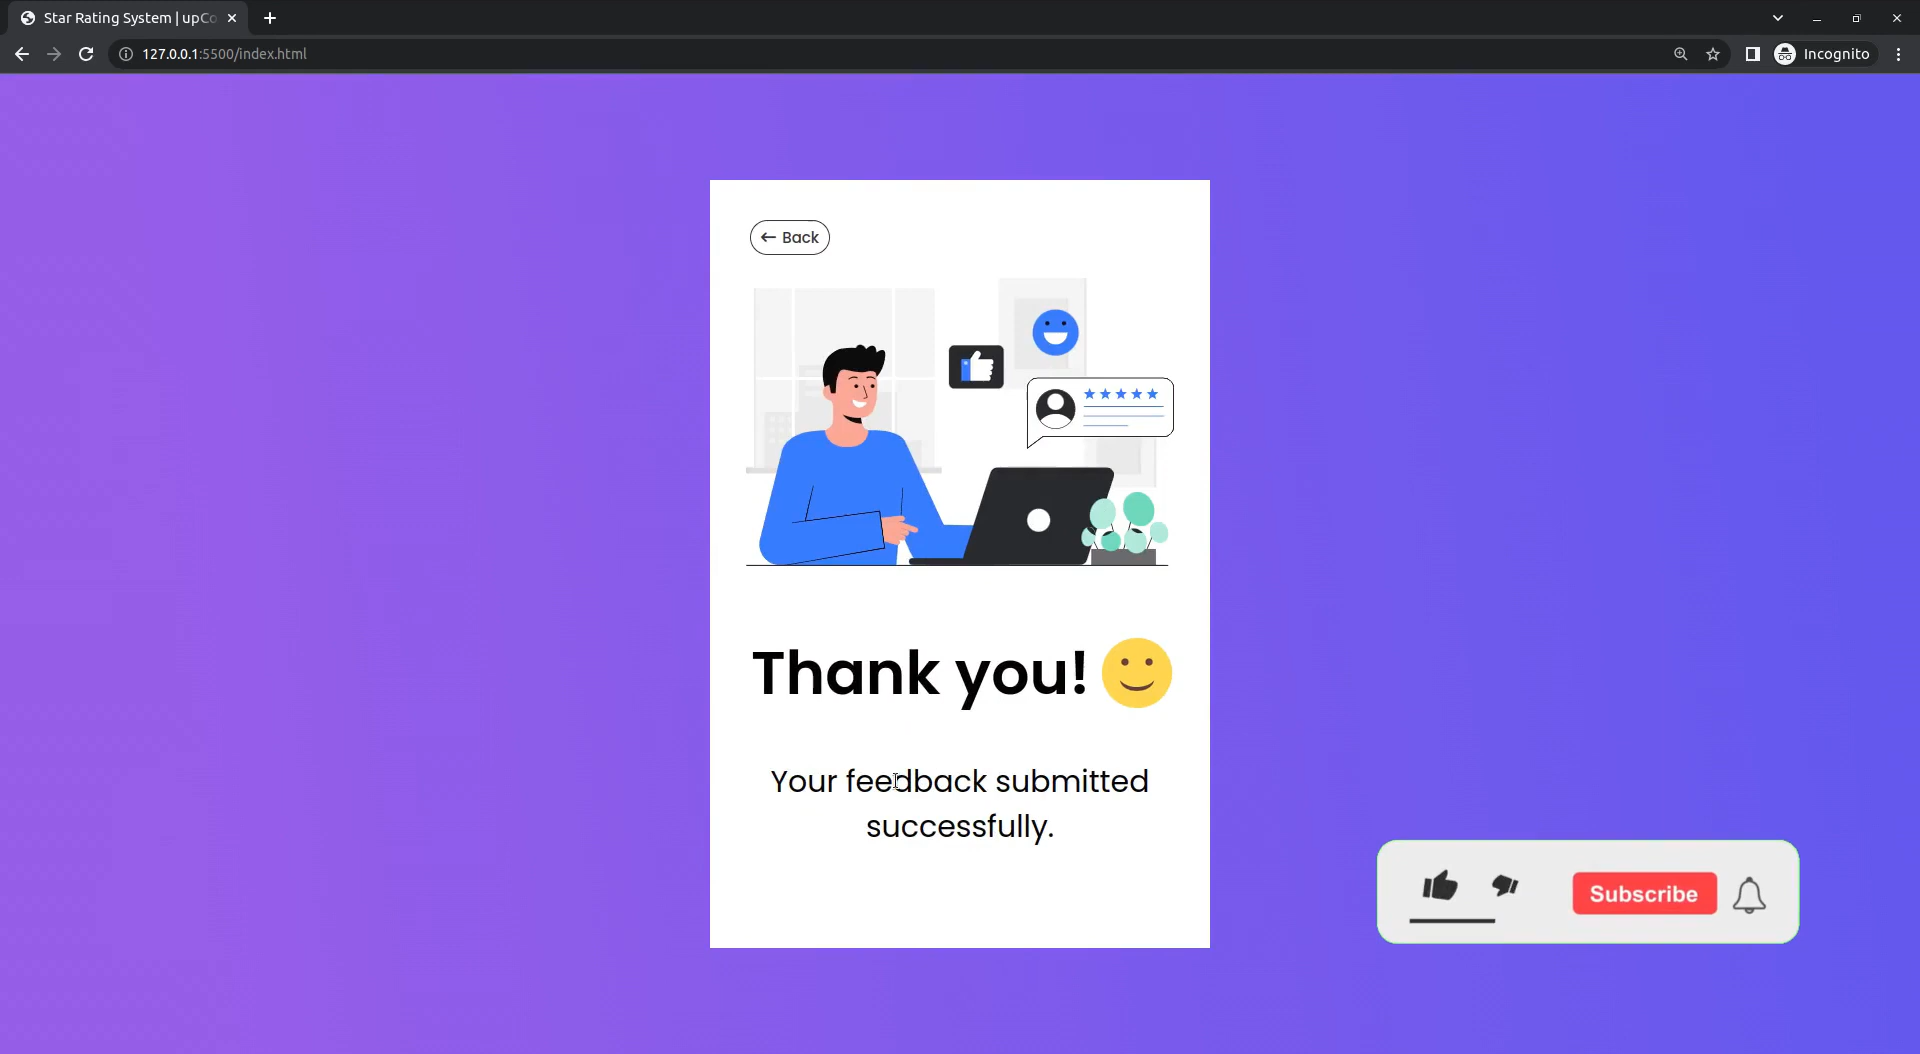 Star Rating System | upCo
127.0.0.1:5500/index.html
Incognito
← Back
Thank you!
Your feedback submitted
successfully.
Subscribe